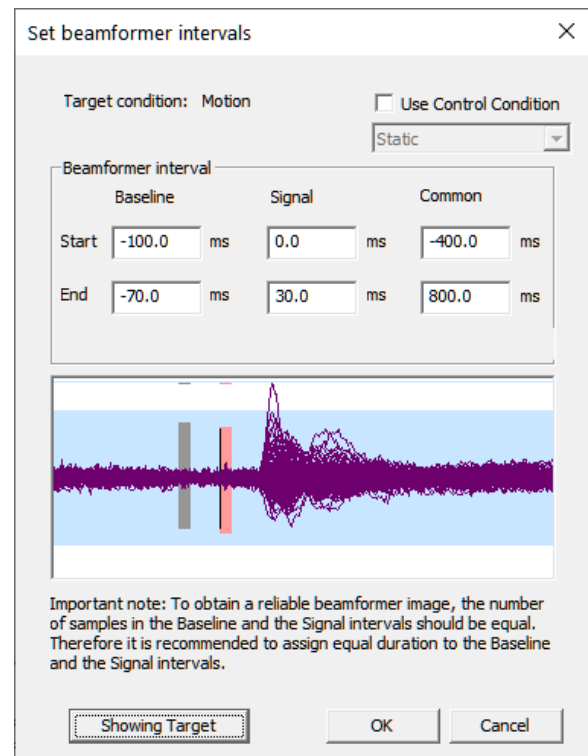 Set beamformer intervals
Target condition: Motion
Use Control Condition
Static
Beamformer interval
Baseline Signal Common
Start -100.0 ms 0.0 ms -400.0 ms
End -70.0 ms 30.0 ms 800.0 ms
Important note: To obtain a reliable beamformer image, the number
of samples in the Baseline and the Signal intervals should be equal.
Therefore it is recommended to assign equal duration to the Baseline
and the Signal intervals.
Showing Target OK Cancel